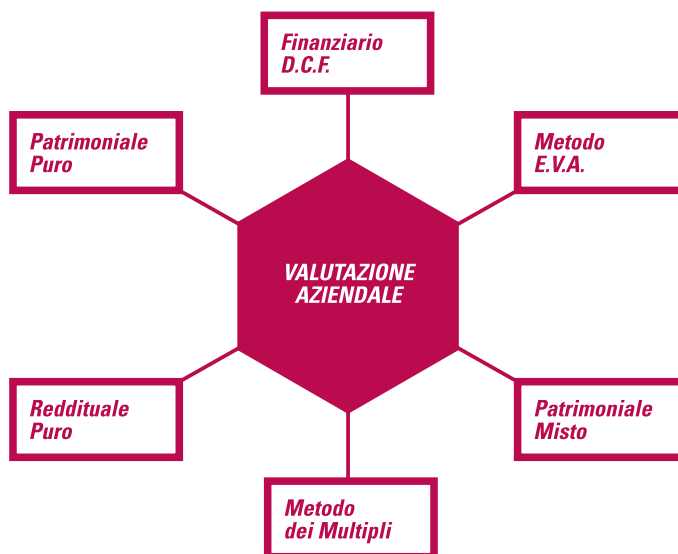 Finanziario
D.C.F.
Patrimoniale
Puro
Metodo
E.V.A.
VALUTAZIONE
AZIENDALE
Reddituale
Puro
Patrimoniale
Misto
Metodo
dei Multipli